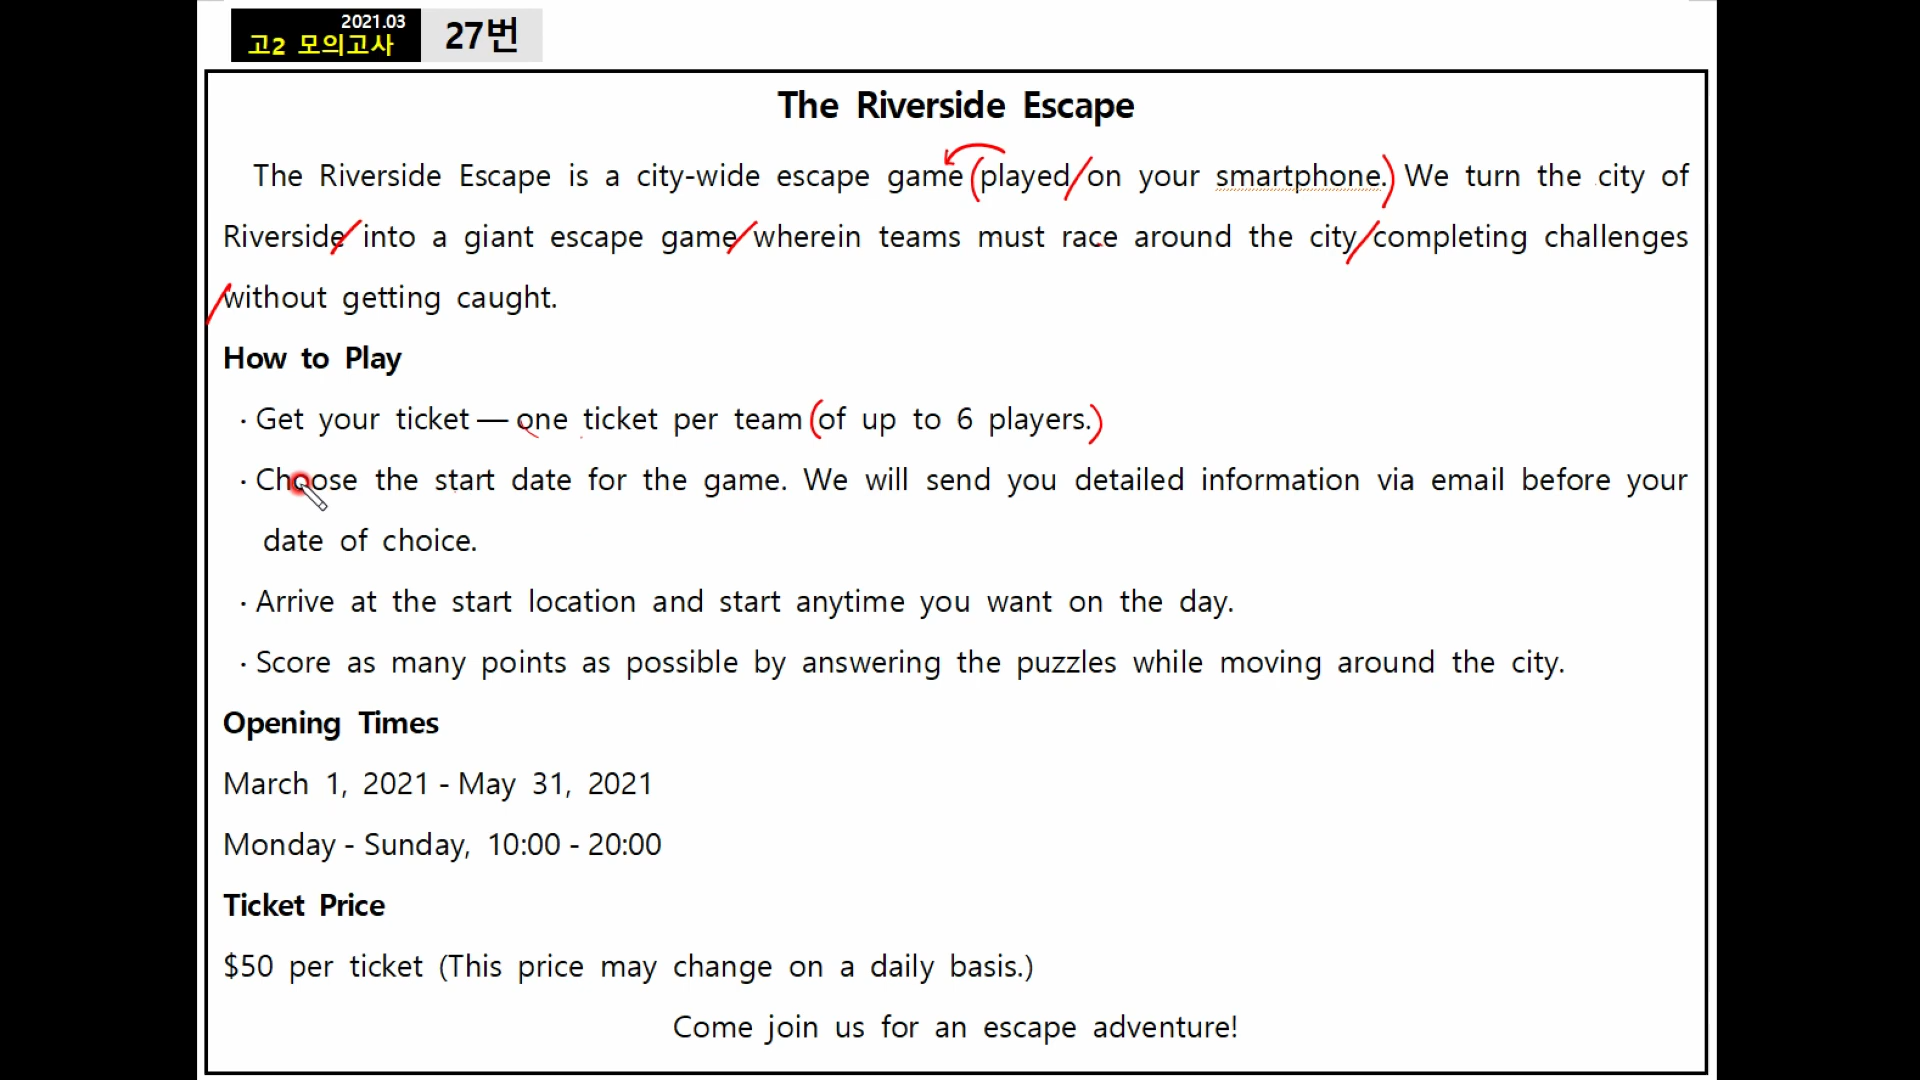 2021.03
고2 모의고사
27번
The Riverside Escape
The Riverside Escape is a city-wide escape game (played/on your smartphone.) We turn the city of
Riverside/into a giant escape game/wherein teams must race around the city/completing challenges
/without getting caught.
How to Play
· Get your ticket — one ticket per team (of up to 6 players.)
· Choose the start date for the game. We will send you detailed information via email before your
date of choice.
· Arrive at the start location and start anytime you want on the day.
· Score as many points as possible by answering the puzzles while moving around the city.
Opening Times
March 1, 2021 - May 31, 2021
Monday - Sunday, 10:00 - 20:00
Ticket Price
$50 per ticket (This price may change on a daily basis.)
Come join us for an escape adventure!